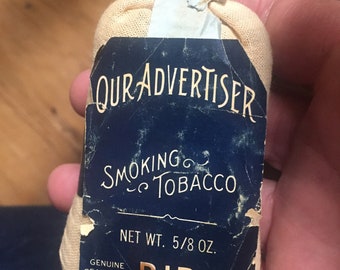 OUR ADVERTISER
SMOKING
TOBACCO
NET WT. 5/8 OZ.
GENUINE